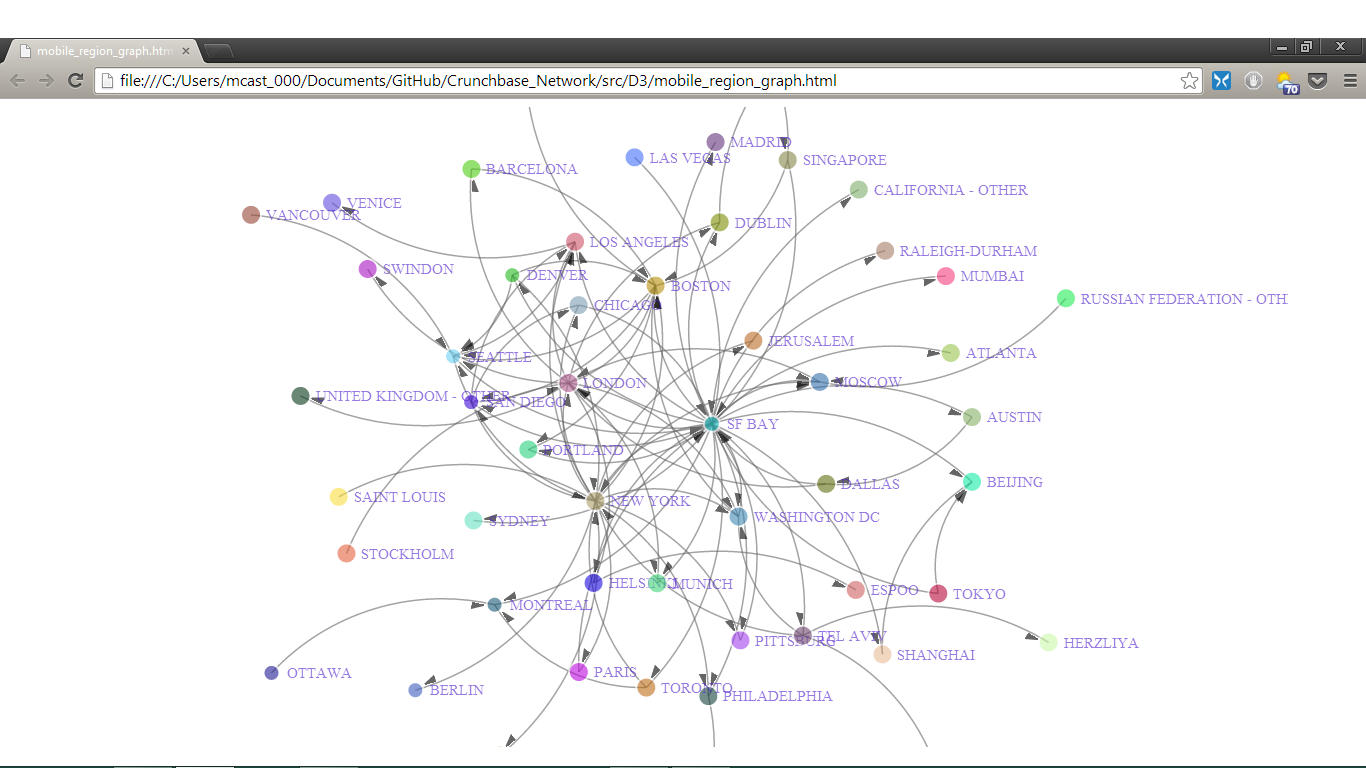 mobile_region_graph.htm
file:///C:/Users/mcast_000/Documents/GitHub/Crunchbase_Network/src/D3/mobile_region_graph.html
70
MADRID
LAS VEGAS
SINGAPORE
BARCELONA
CALIFORNIA - OTHER
VENICE
VANCOUVER
DUBLIN
LOS ANGELES
RALEIGH-DURHAM
SWINDON
DENVER
MUMBAI
BOSTON
RUSSIAN FEDERATION - OTH
CHICAGO
JERUSALEM
ATLANTA
SEATTLE
LONDON
MOSCOW
UNITED KINGDOM - OTHER
SAN DIEGO
AUSTIN
SF BAY
PORTLAND
DALLAS
BEIJING
SAINT LOUIS
NEW YORK
WASHINGTON DC
SYDNEY
STOCKHOLM
HELSINKI
MUNICH
ESPOO
TOKYO
MONTREAL
TEL AVIV
PITTSBURG
HERZLIYA
SHANGHAI
OTTAWA
PARIS
TORONTO
BERLIN
PHILADELPHIA